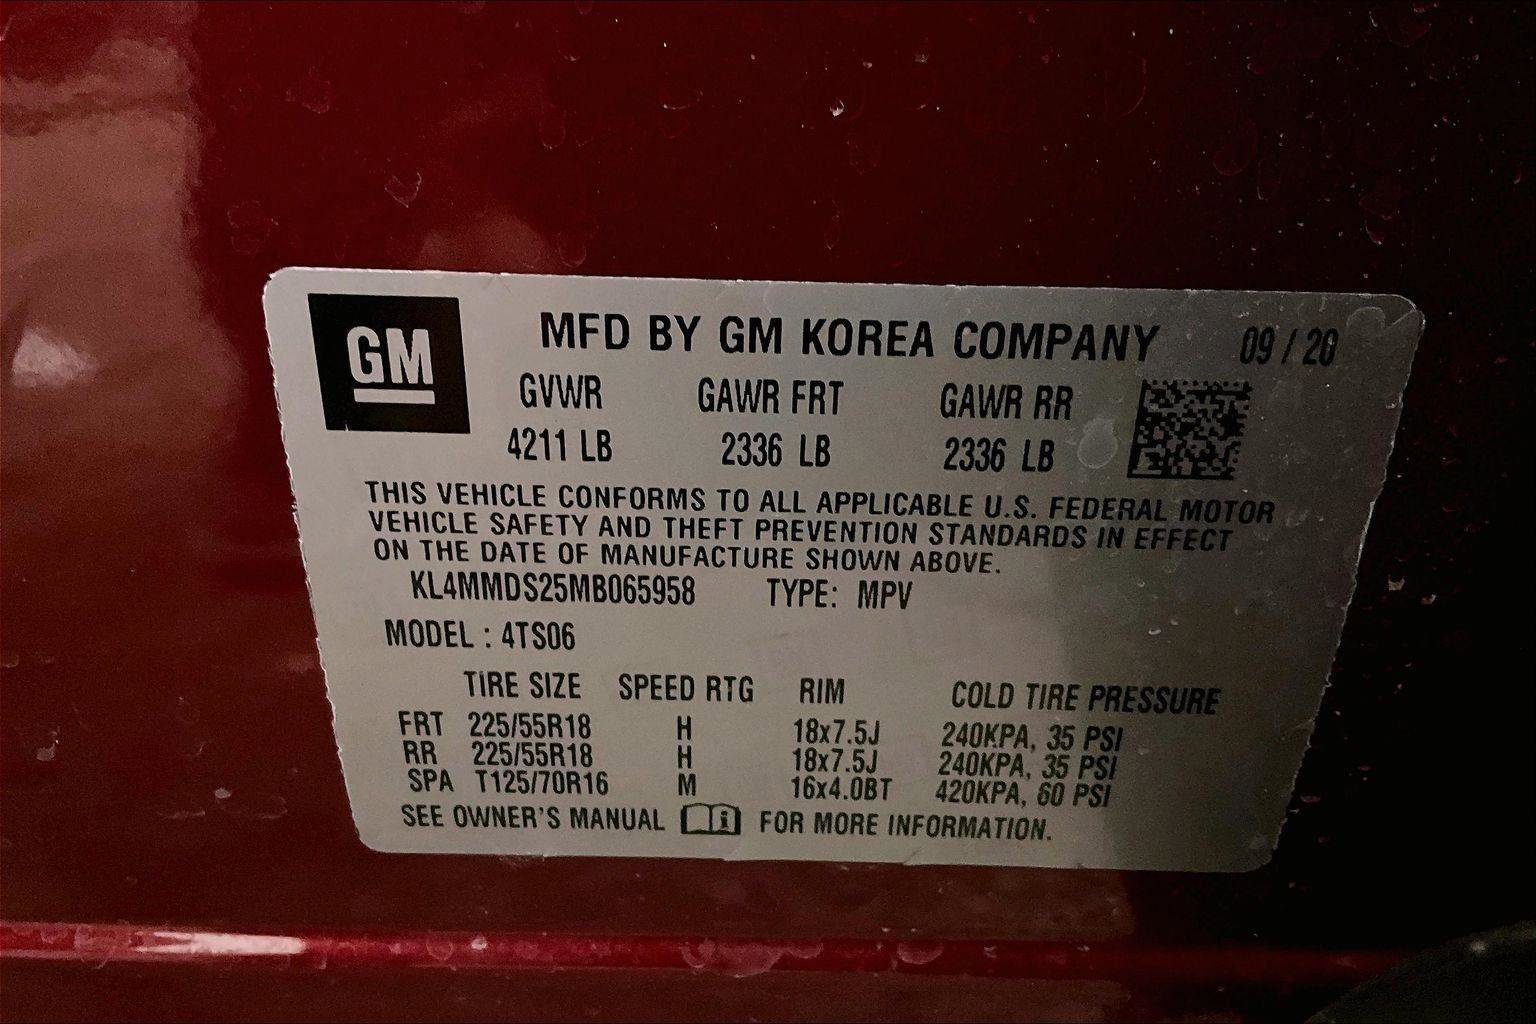 GM MFD BY GM KOREA COMPANY 09 / 20
GVWR GAWR FRT GAWR RR
4211 LB 2336 LB 2336 LB
THIS VEHICLE CONFORMS TO ALL APPLICABLE U.S. FEDERAL MOTOR
VEHICLE SAFETY AND THEFT PREVENTION STANDARDS IN EFFECT
ON THE DATE OF MANUFACTURE SHOWN ABOVE.
KL4MMDS25MB065958 TYPE: MPV
MODEL : 4TS06
TIRE SIZE SPEED RTG RIM COLD TIRE PRESSURE
FRT 225/55R18 H 18x7.5J 240KPA, 35 PSI
RR 225/55R18 H 18x7.5J 240KPA, 35 PSI
SPA T125/70R16 M 16x4.0BT 420KPA, 60 PSI
SEE OWNER'S MANUAL i FOR MORE INFORMATION.